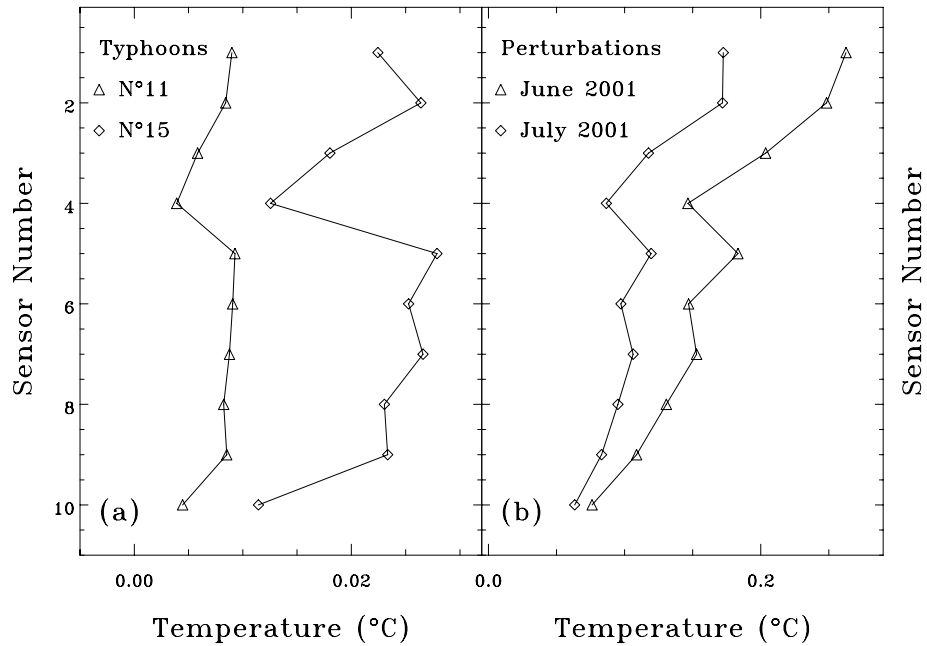 Typhoons
N°11
N°15
Perturbations
June 2001
July 2001
Sensor Number
2
4
6
8
10
(a)
(b)
Sensor Number
0.00
0.02
0.0
0.2
Temperature (°C)
Temperature (°C)